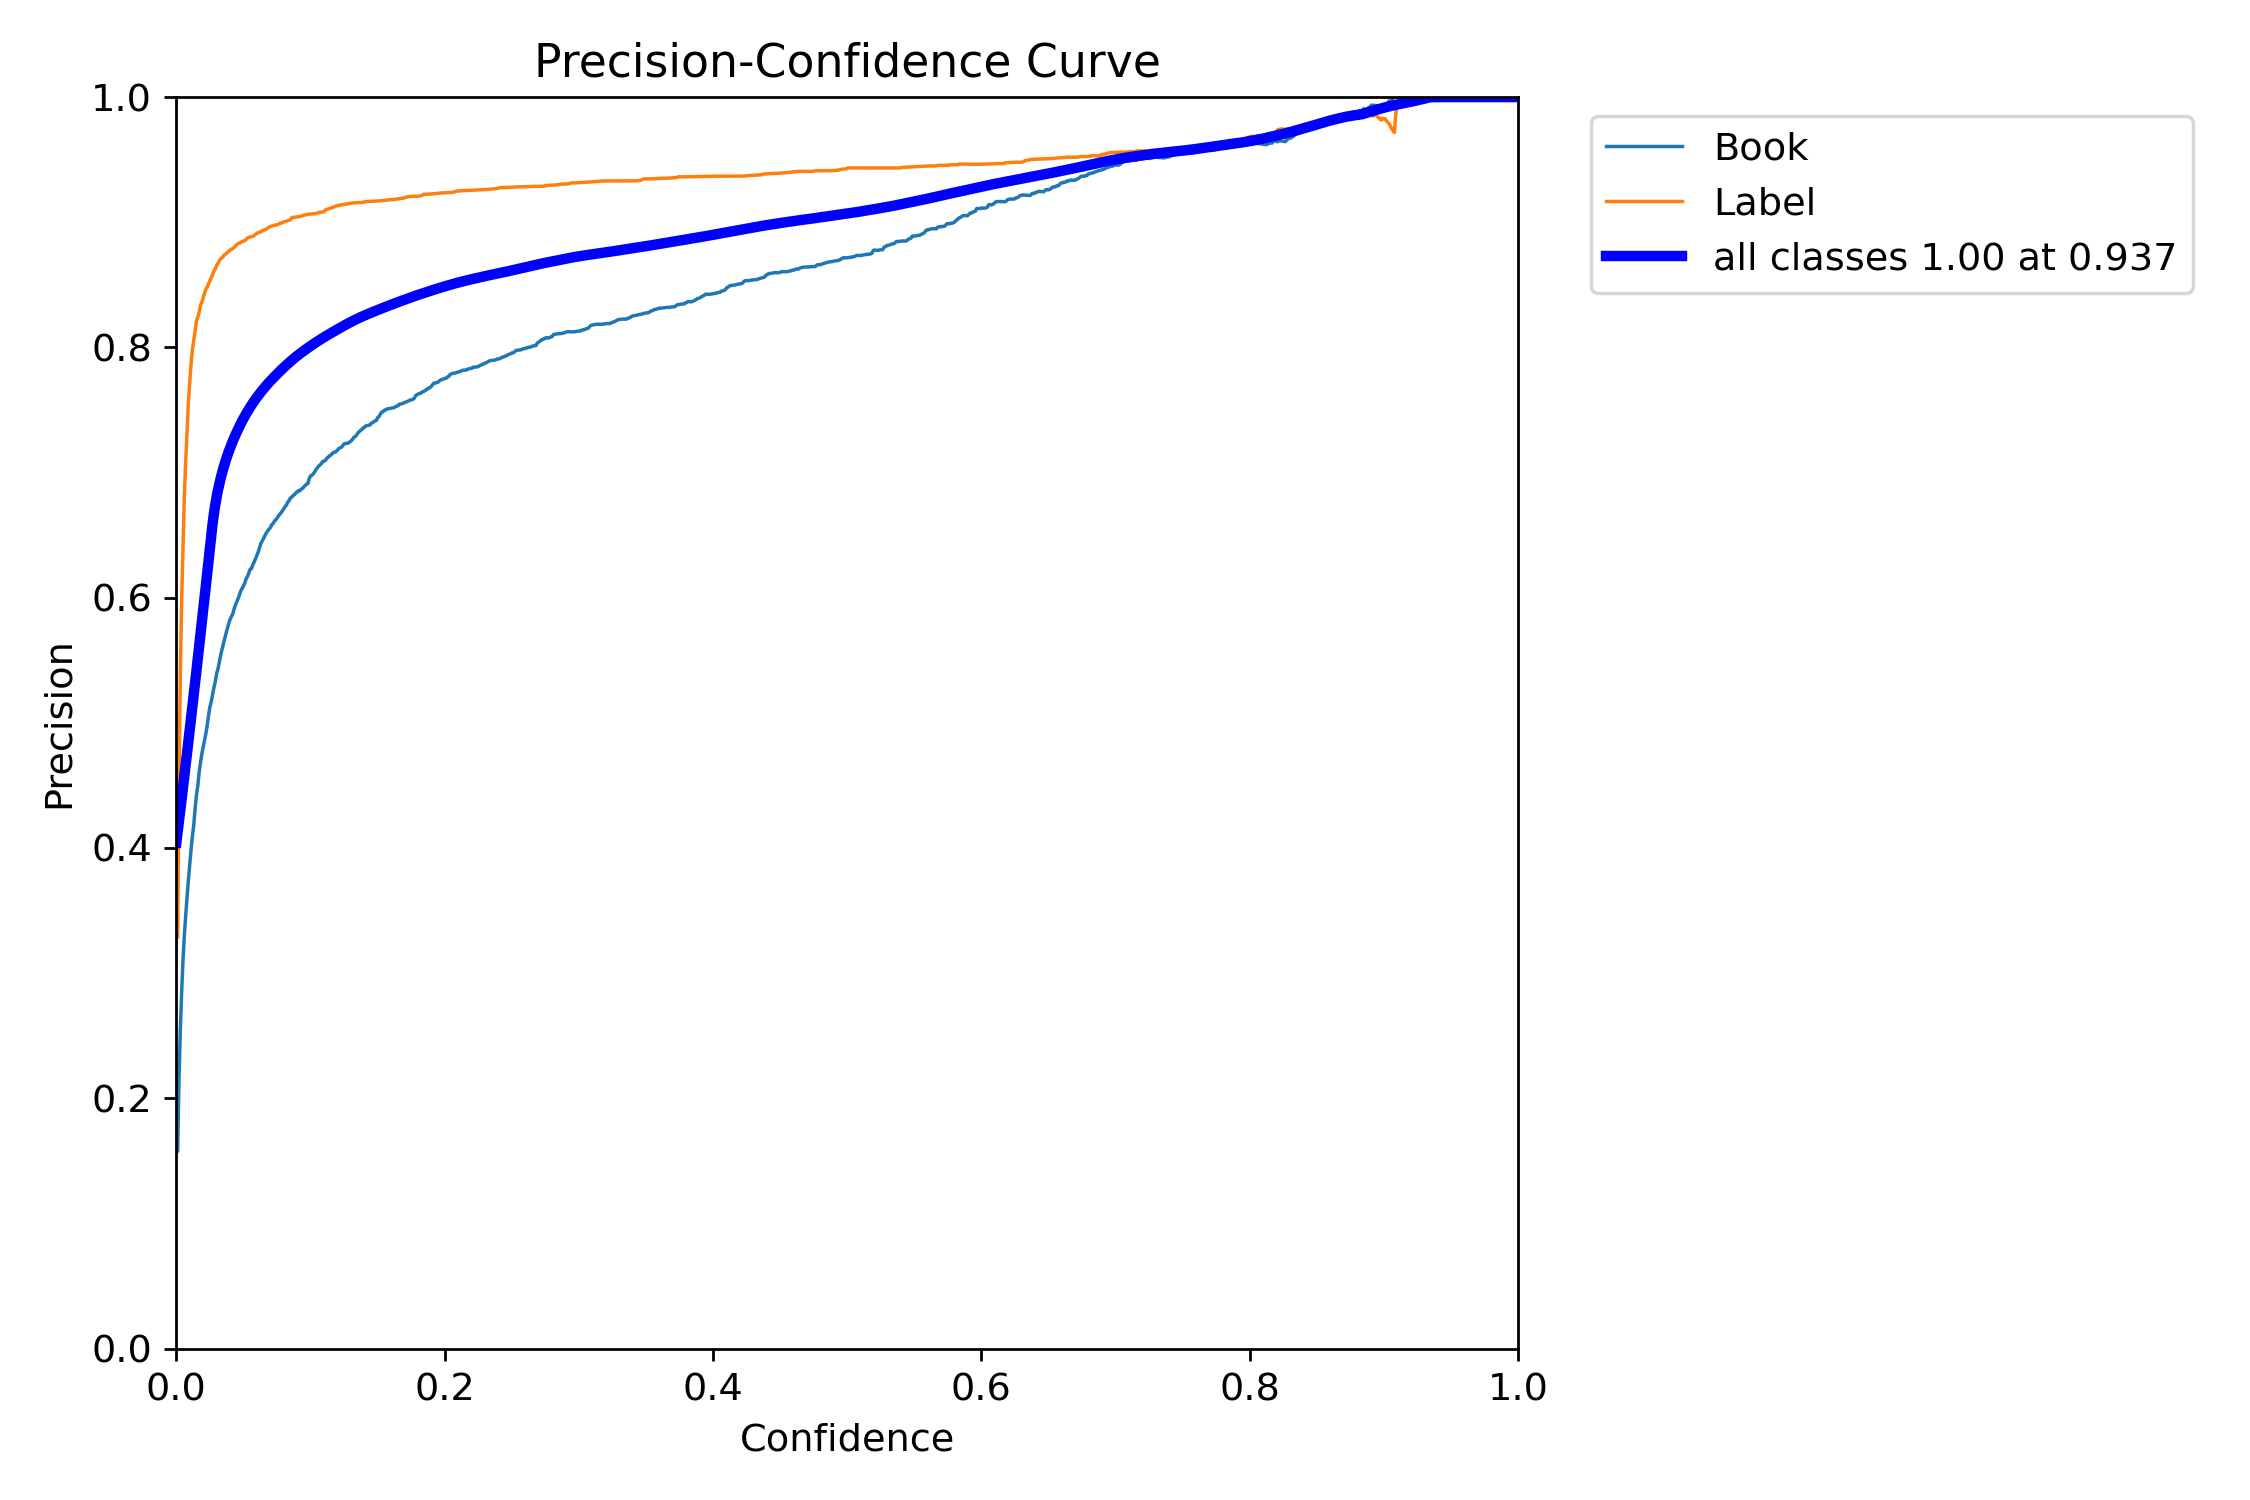 Precision-Confidence Curve
1.0
0.8
0.6
0.4
0.2
0.0
Precision
0.0 0.2 0.4 0.6 0.8 1.0
Confidence
Book
Label
all classes 1.00 at 0.937